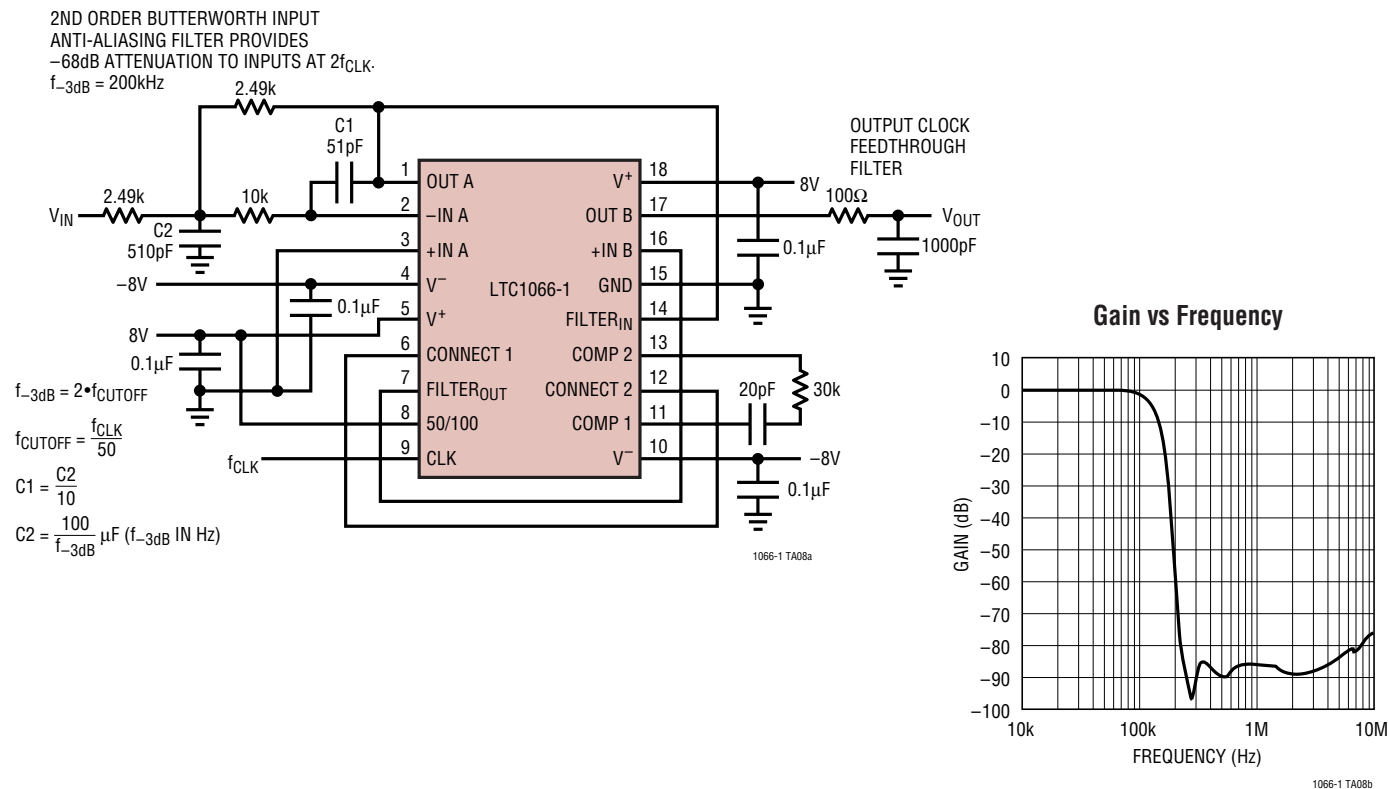 2ND ORDER BUTTERWORTH INPUT
ANTI-ALIASING FILTER PROVIDES
–68dB ATTENUATION TO INPUTS AT 2fCLK.
f–3dB = 200kHz
2.49k
C1
51pF
OUTPUT CLOCK
FEEDTHROUGH
FILTER
1
OUT A
V+
18
8V
2.49k
10k
100Ω
VIN
2
–IN A
OUT B
17
VOUT
C2
510pF
3
+IN A
+IN B
16
0.1µF
1000pF
–8V
4
V–
LTC1066-1
GND
15
0.1µF
8V
5
V+
FILTERIN
14
0.1µF
6
CONNECT 1
COMP 2
13
7
FILTEROUT
CONNECT 2
12
20pF
30k
8
50/100
COMP 1
11
fCLK
9
CLK
V–
10
–8V
0.1µF
f–3dB = 2•fCUTOFF
fCUTOFF = fCLK
50
C1 = C2
10
C2 = 100 µF (f–3dB IN Hz)
f–3dB
1066-1 TA08a
Gain vs Frequency
GAIN (dB)
10
0
–10
–20
–30
–40
–50
–60
–70
–80
–90
–100
10k
100k
1M
10M
FREQUENCY (Hz)
1066-1 TA08b